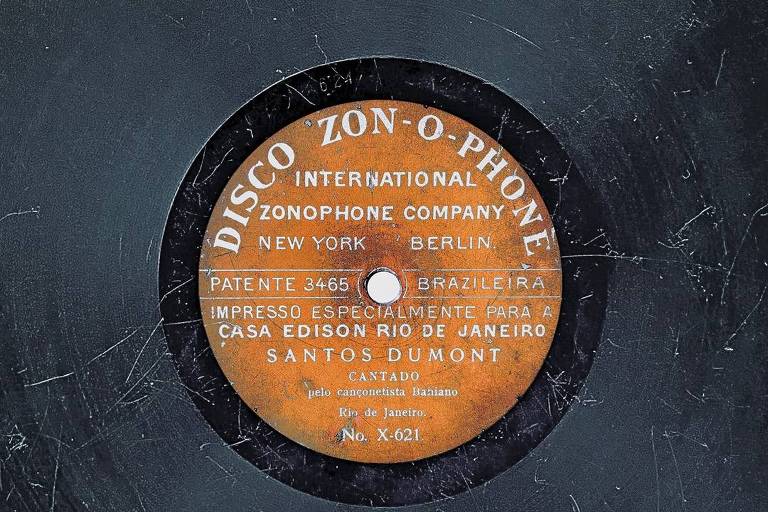 DISCO ZON-O-PHONE
INTERNATIONAL
ZONOPHONE COMPANY
NEW YORK BERLIN.
PATENTE 3465 BRAZILEIRA
IMPRESSO ESPECIALMENTE PARA A
CASA EDISON RIO DE JANEIRO
SANTOS DUMONT
CANTADO
pelo cançonetista Bahiano
Rio de Janeiro.
No. X-621